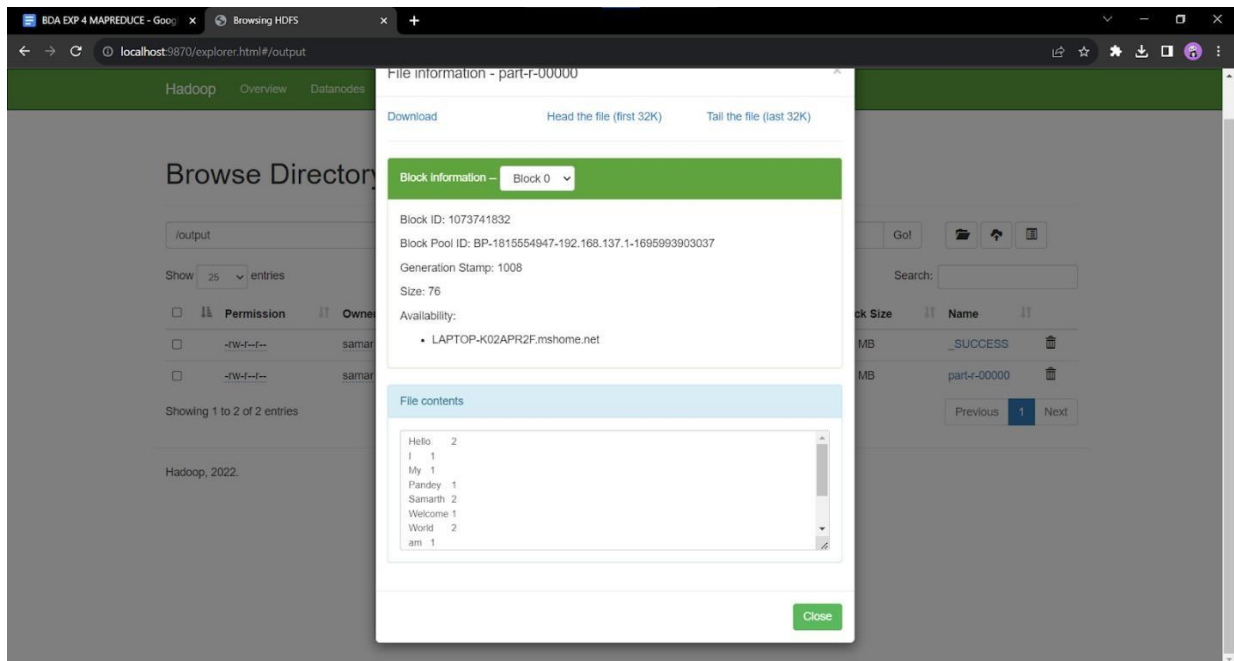 BDA EXP 4 MAPREDUCE - Goog
Browsing HDFS
localhost:9870/explorer.html#/output
Hadoop Overview Datanodes
File information - part-r-00000
Download Head the file (first 32K) Tail the file (last 32K)
Browse Directory
Block information -- Block 0
Block ID: 1073741832
/output
Go!
Block Pool ID: BP-1815554947-192.168.137.1-1695993903037
Generation Stamp: 1008
Show 25 entries
Search:
Size: 76
Permission Owner ck Size Name
Availability:
LAPTOP-K02APR2F.mshome.net
-rw-r--r-- samar MB _SUCCESS
-rw-r--r-- samar MB part-r-00000
Showing 1 to 2 of 2 entries
Previous 1 Next
File contents
Hello 2
I 1
My 1
Pandey 1
Samarth 2
Welcome 1
World 2
am 1
Hadoop, 2022.
Close